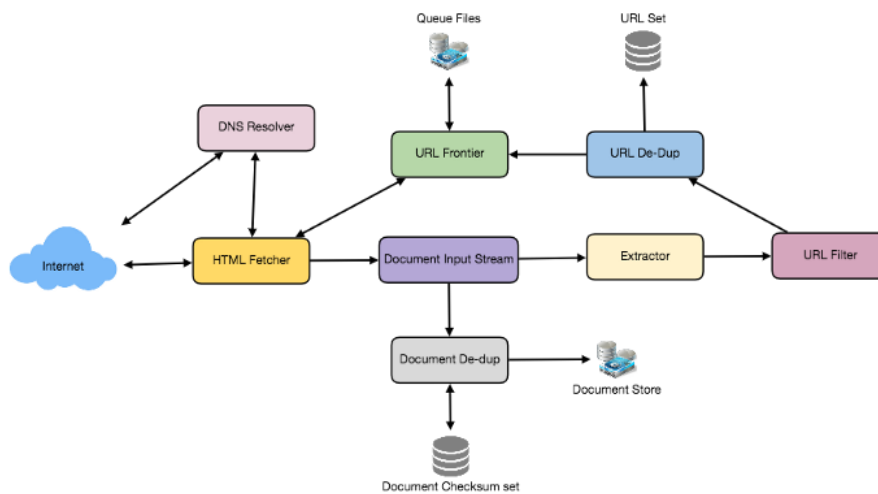 Queue Files
URL Set
DNS Resolver
URL Frontier
URL De-Dup
Internet
HTML Fetcher
Document Input Stream
Extractor
URL Filter
Document De-dup
Document Store
Document Checksum set